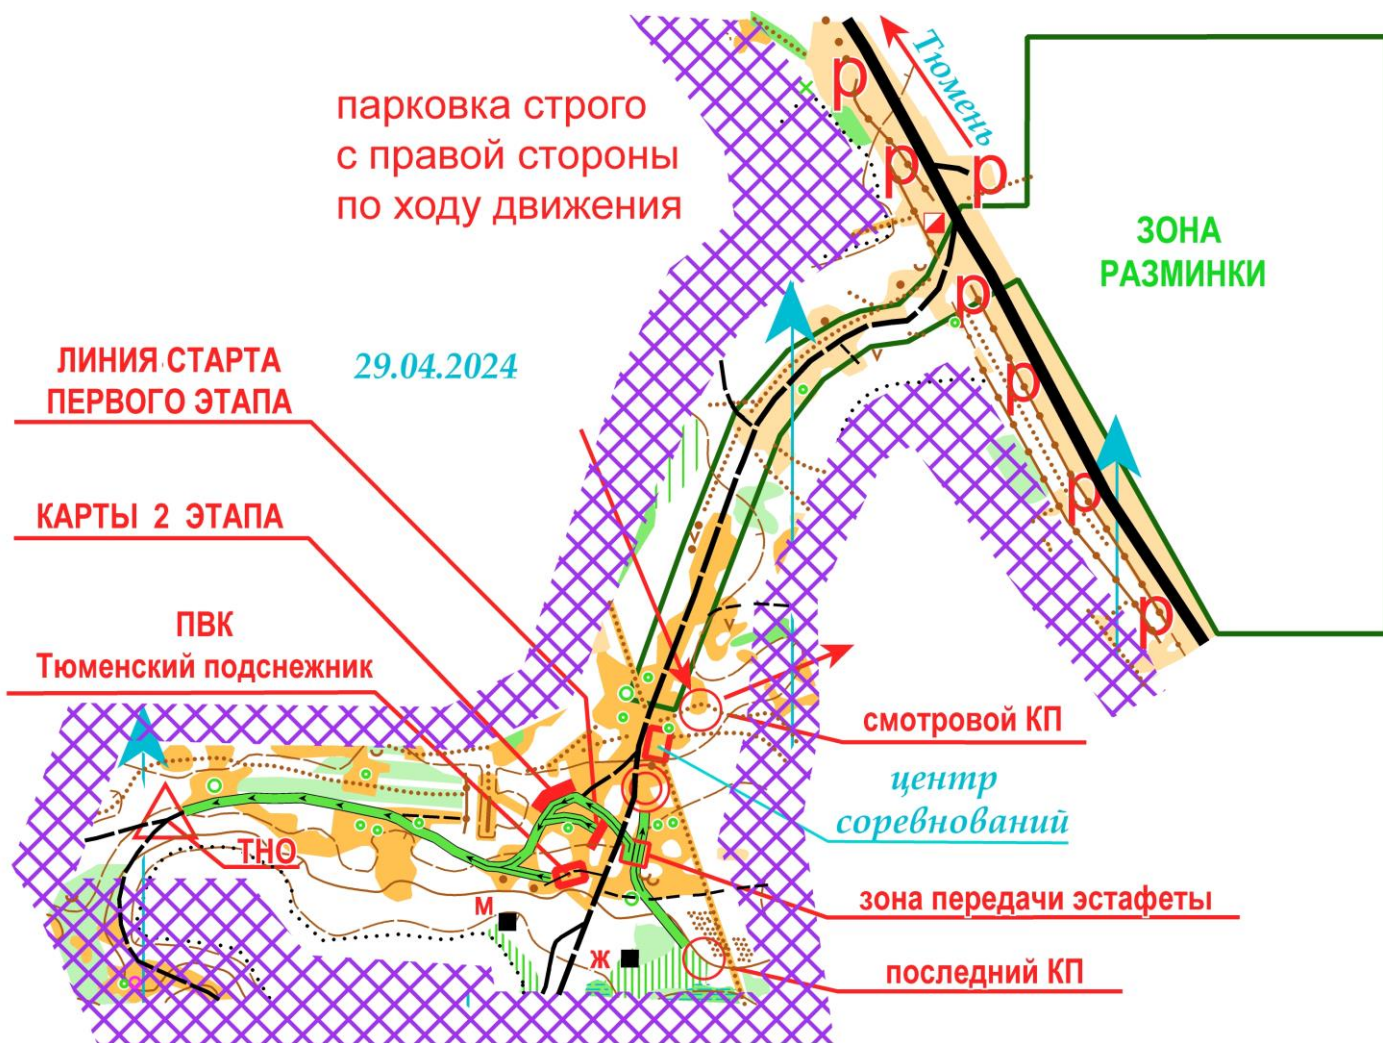 Тюмень
р
р
р
р
р
р
р
парковка строго
с правой стороны
по ходу движения
ЗОНА
РАЗМИНКИ
ЛИНИЯ СТАРТА
ПЕРВОГО ЭТАПА
29.04.2024
КАРТЫ 2 ЭТАПА
ПВК
Тюменский подснежник
смотровой КП
центр
соревнований
ТНО
зона передачи эстафеты
М
Ж
последний КП